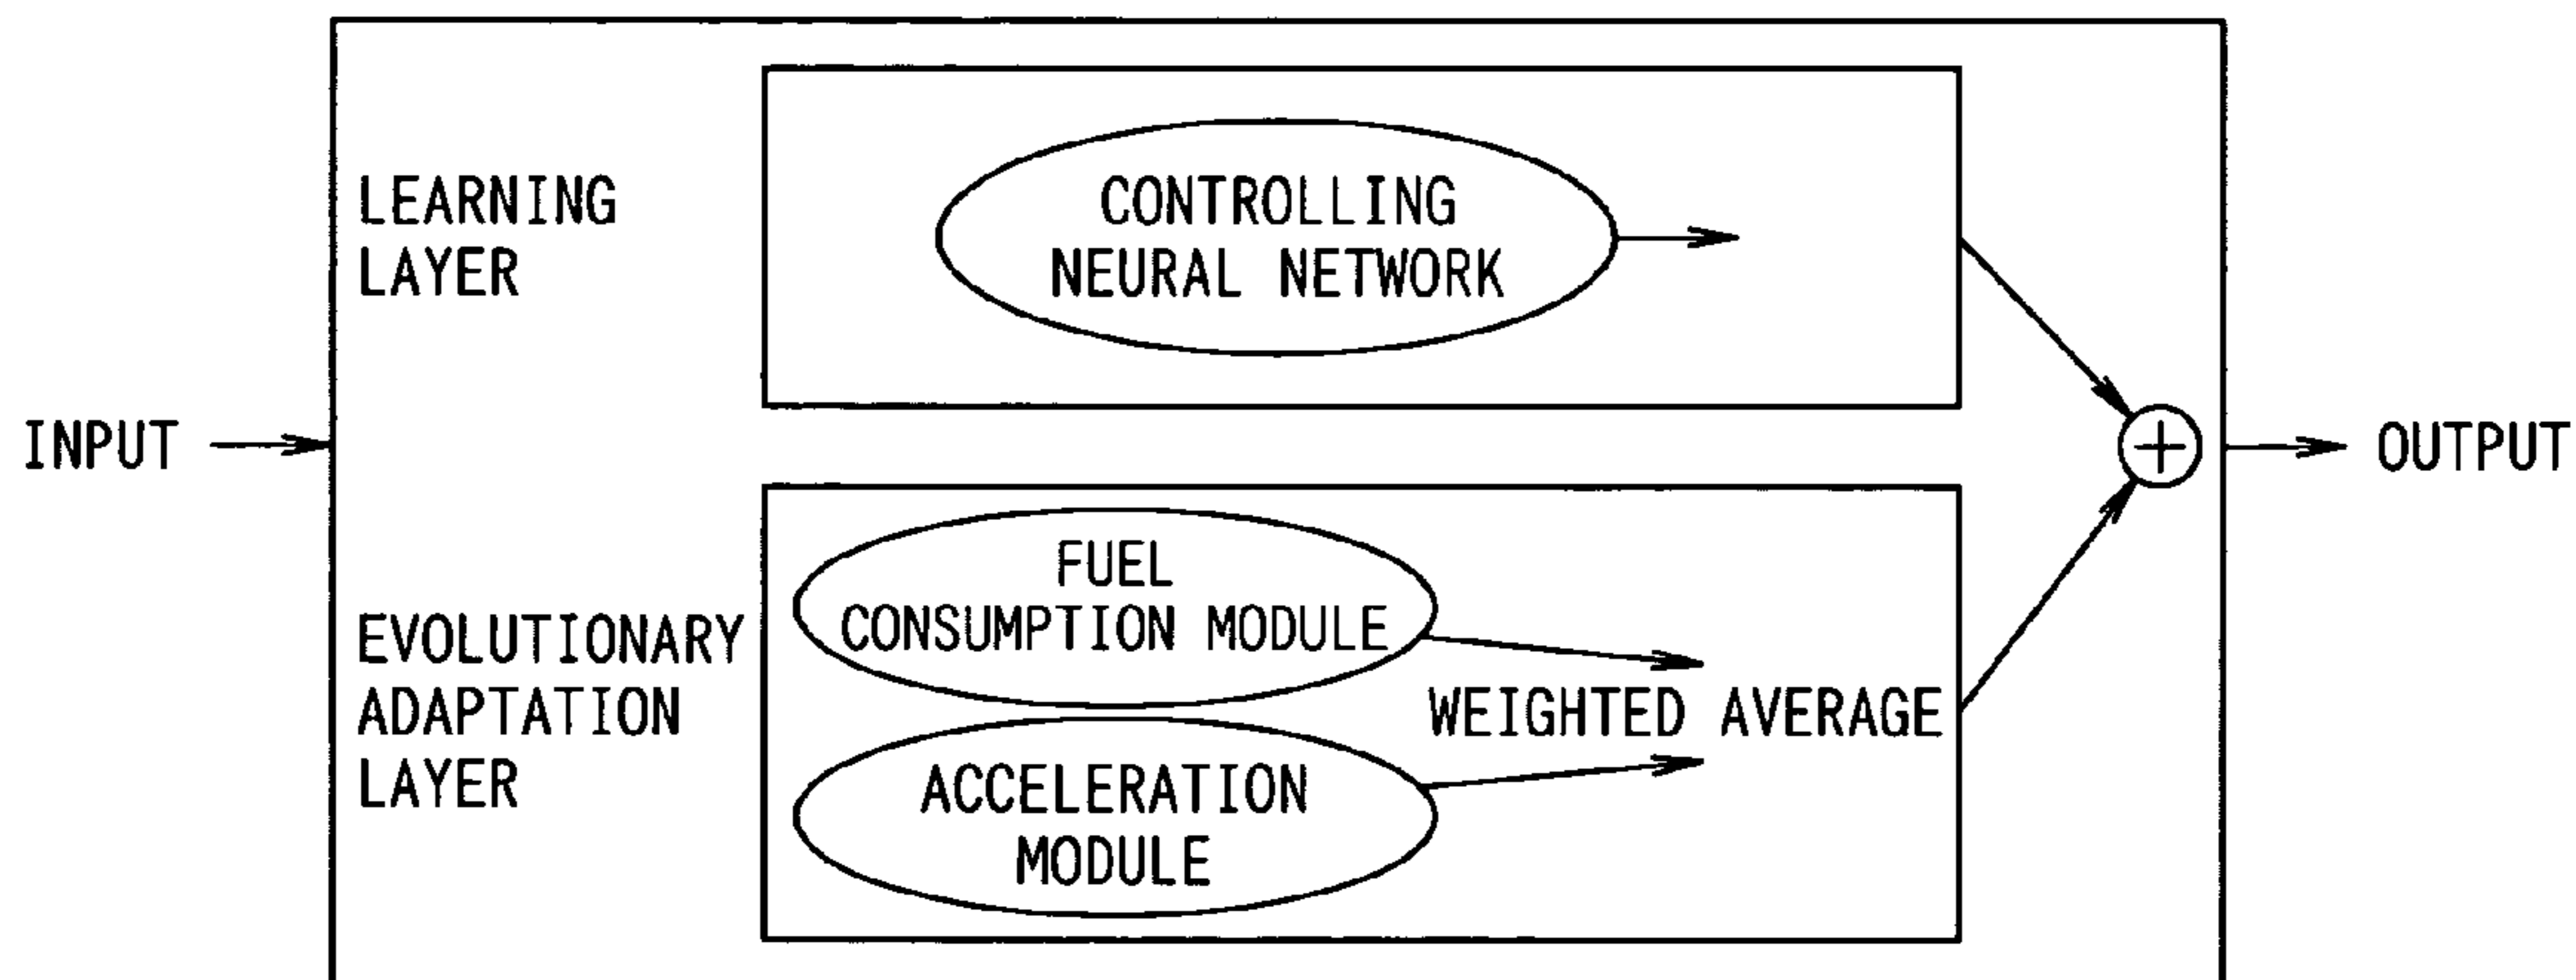 LEARNING
LAYER
CONTROLLING
NEURAL NETWORK
INPUT
OUTPUT
EVOLUTIONARY
ADAPTATION
LAYER
FUEL
CONSUMPTION MODULE
WEIGHTED AVERAGE
ACCELERATION
MODULE